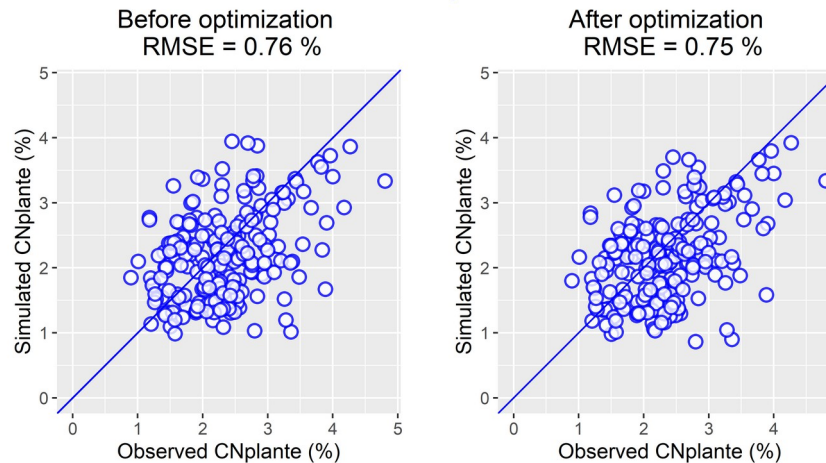 Before optimization
RMSE = 0.76 %
5
4
3
2
1
0
Simulated CNplante (%)
0 1 2 3 4 5
Observed CNplante (%)
After optimization
RMSE = 0.75 %
5
4
3
2
1
0
Simulated CNplante (%)
0 1 2 3 4
Observed CNplante (%)